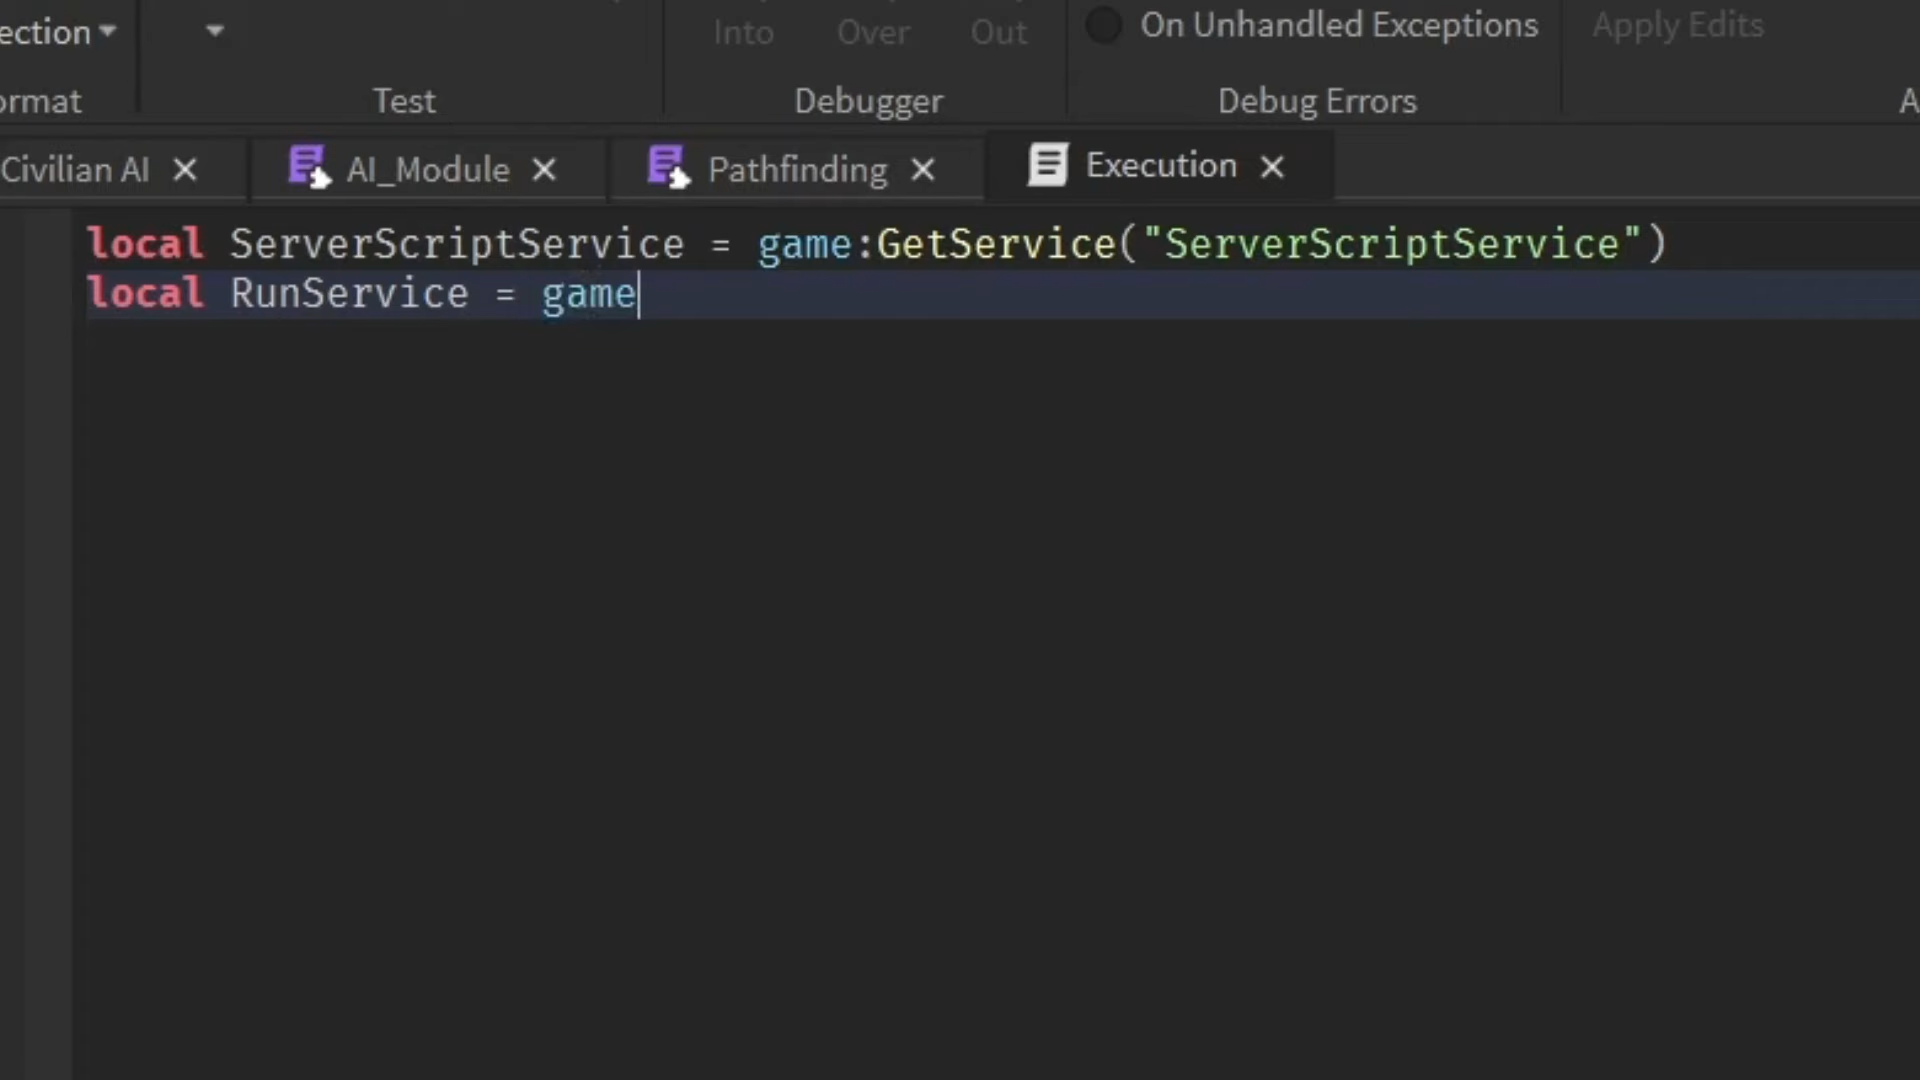 ection
Into Over Out On Unhandled Exceptions Apply Edits
ormat Test Debugger Debug Errors A
Civilian AI AI_Module Pathfinding Execution
local ServerScriptService = game:GetService("ServerScriptService")
local RunService = game